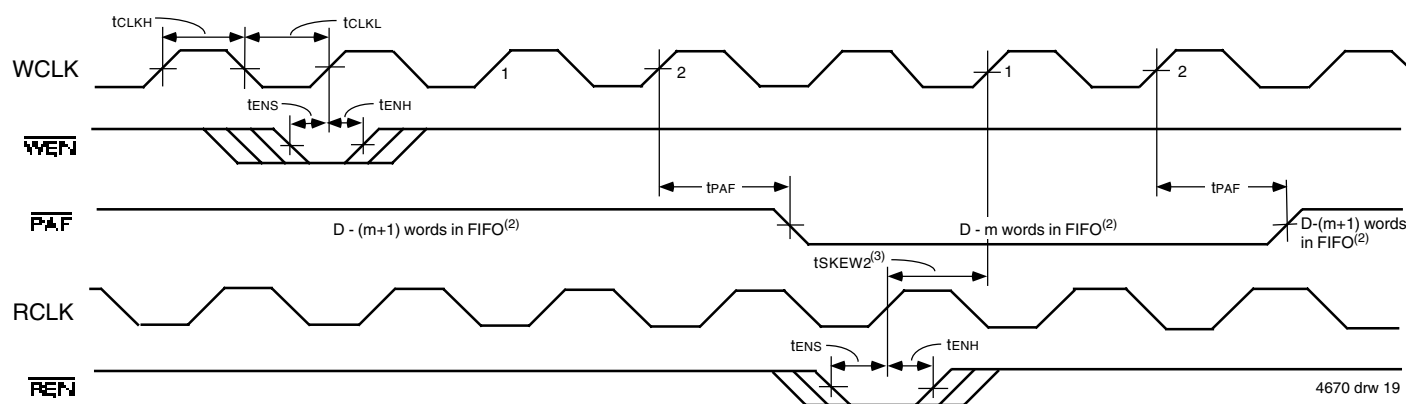 tCLKH tCLKL
WCLK 1 2 1 2
tENS tENH
WEN
tPAF tPAF
PAF
D - (m+1) words in FIFO(2) D - m words in FIFO(2) D-(m+1) words
in FIFO(2)
tSKEW2(3)
RCLK
tENS tENH
REN
4670 drw 19